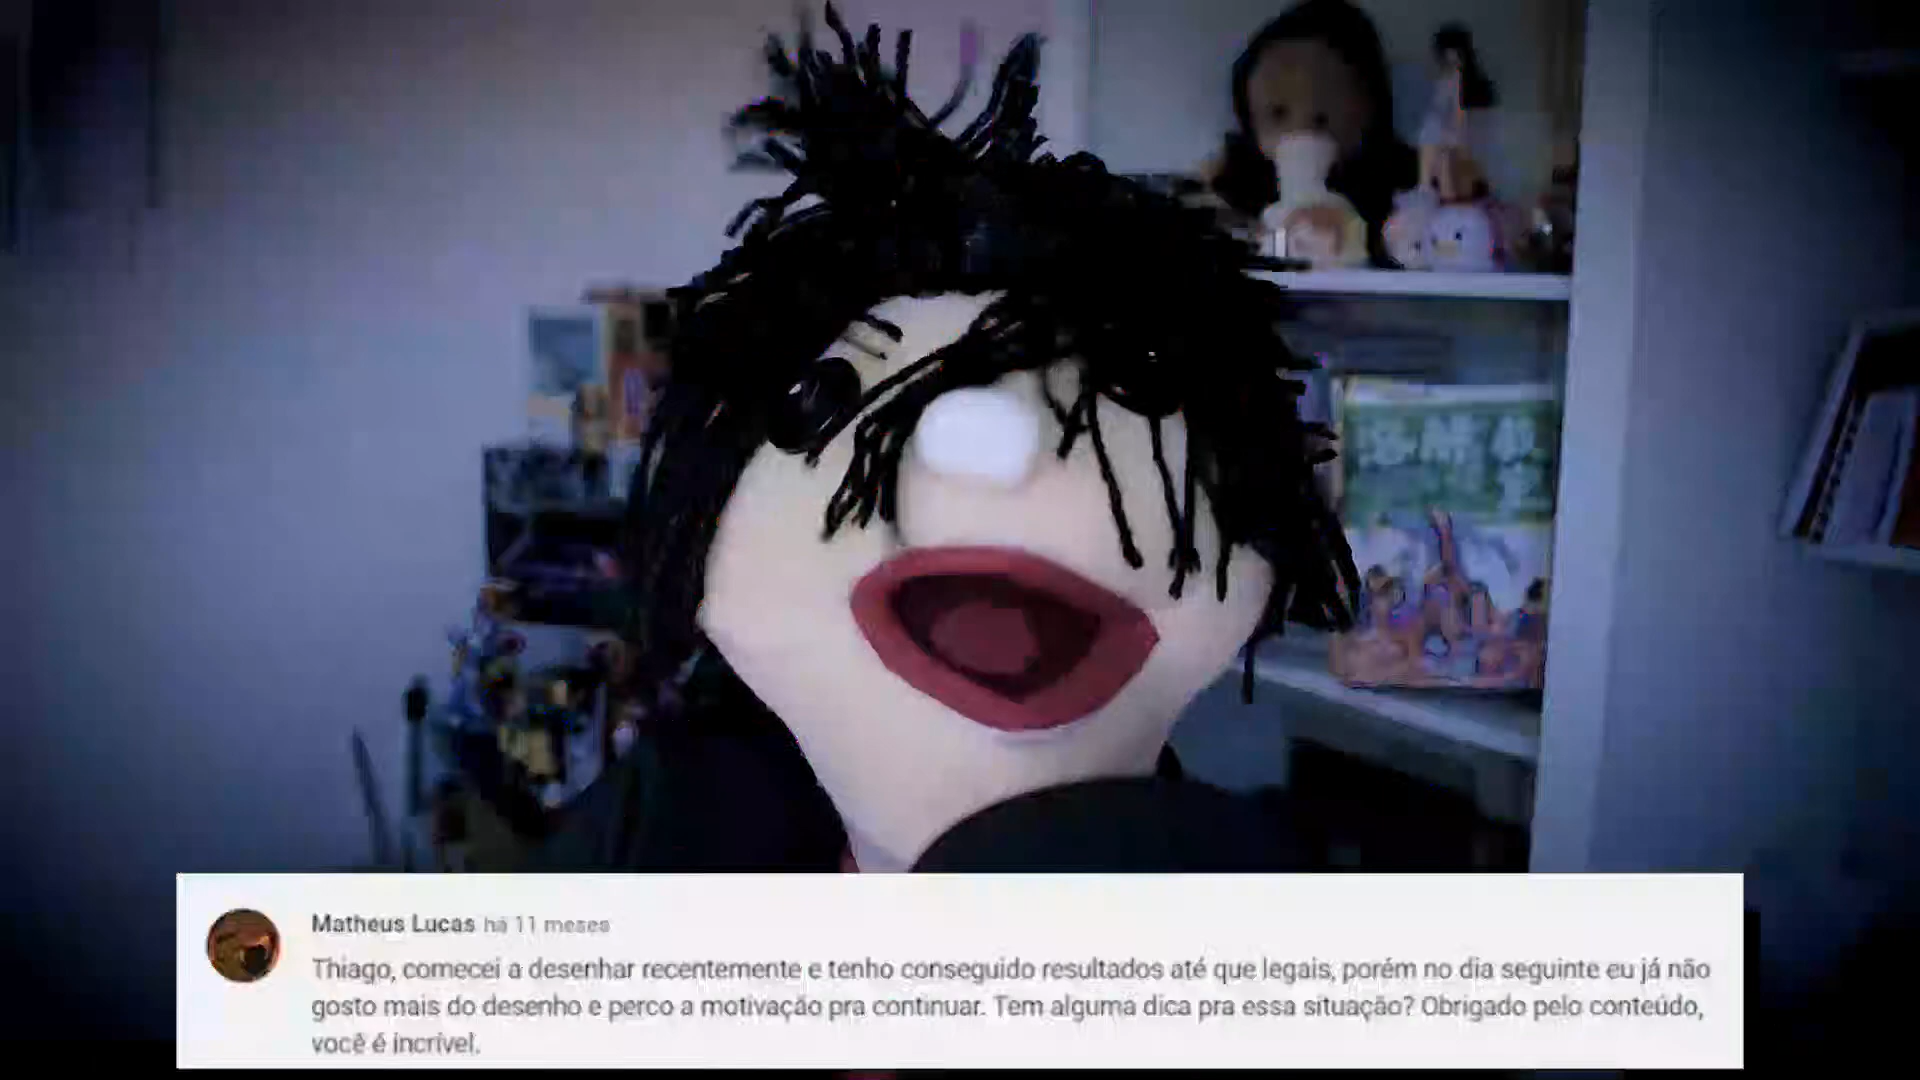 Matheus Lucas há 11 meses
Thiago, comecei a desenhar recentemente e tenho conseguido resultados até que legais, porém no dia seguinte eu já não
gosto mais do desenho e perco a motivação pra continuar. Tem alguma dica pra essa situação? Obrigado pelo conteúdo,
você é incrível.